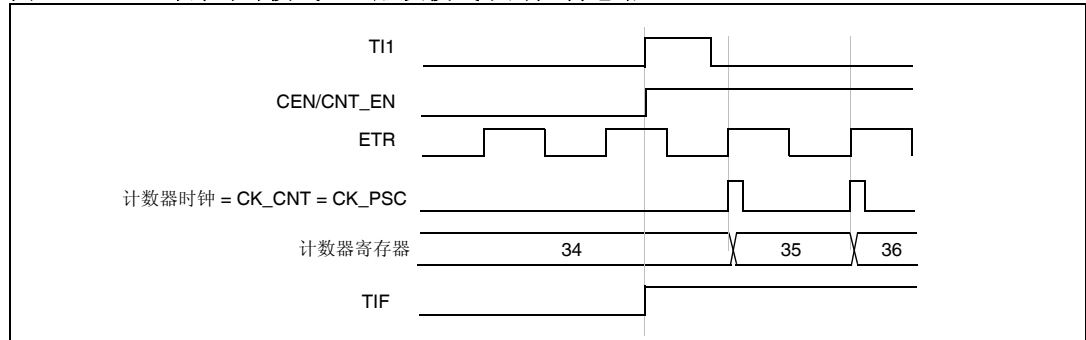 TI1
CEN/CNT_EN
ETR
计数器时钟 = CK_CNT = CK_PSC
计数器寄存器 34 35 36
TIF